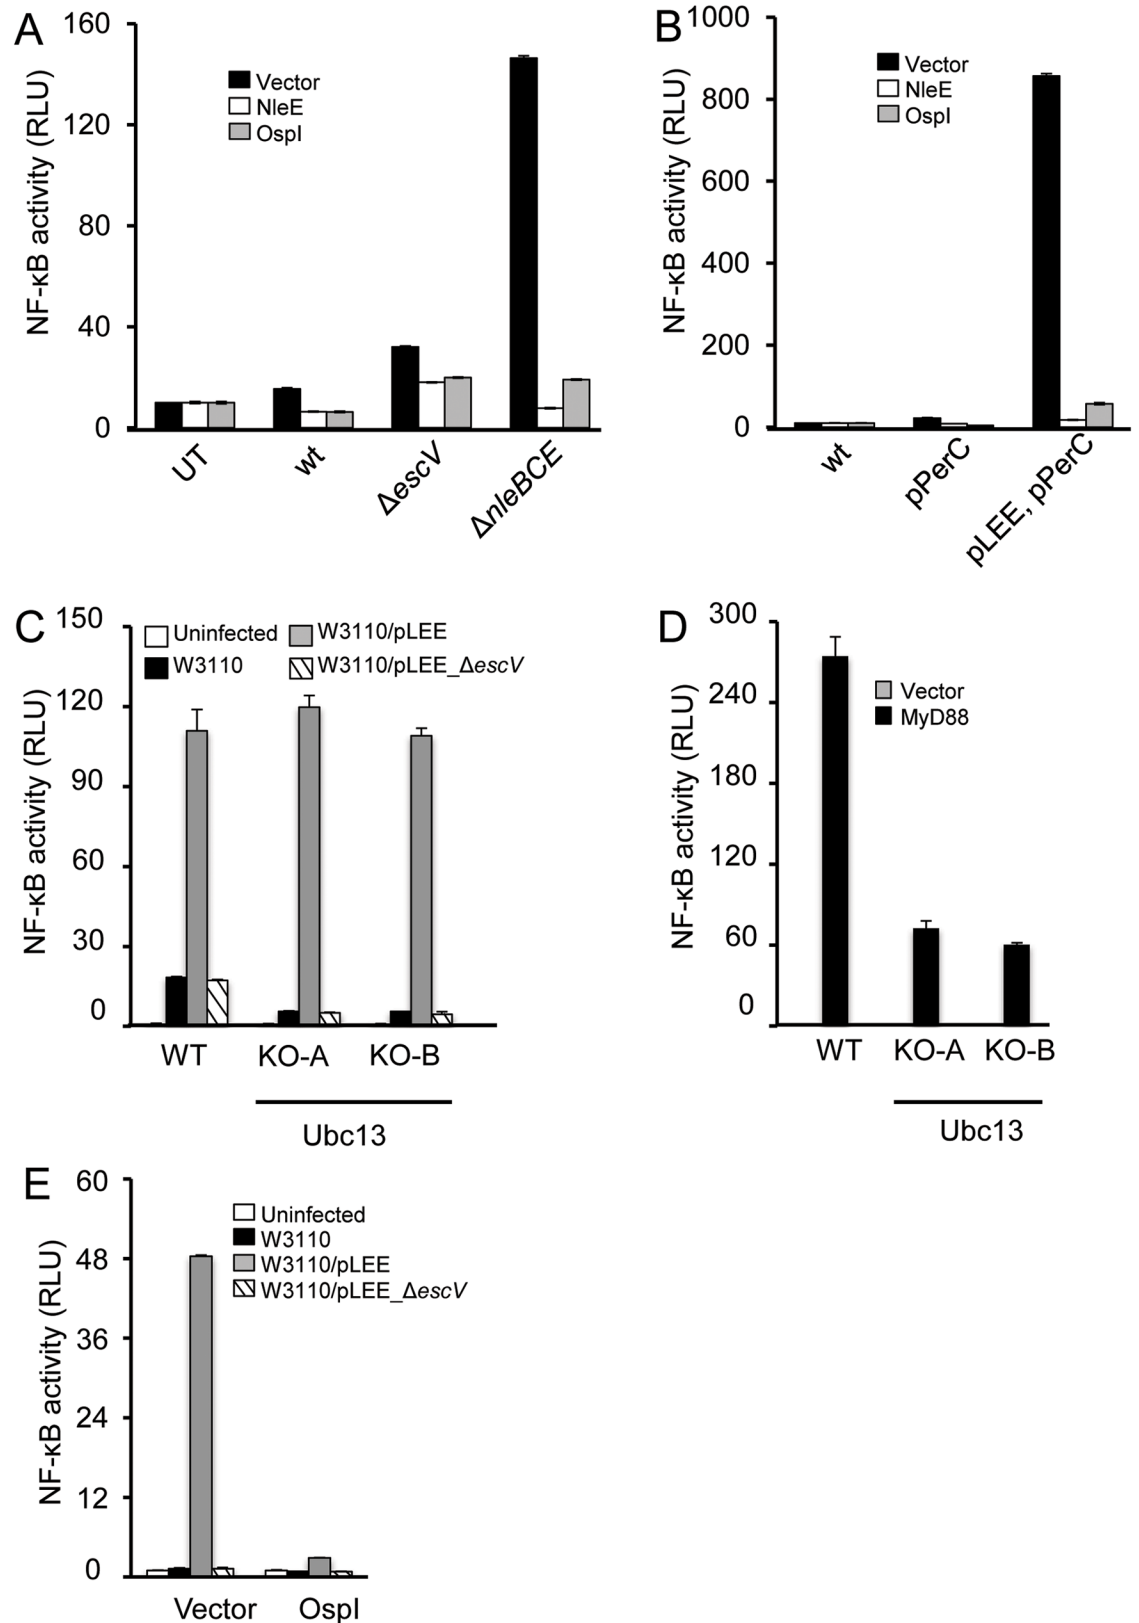 A
NF-κB activity (RLU)
160
120
80
40
0
Vector
NleE
OspI
UT
wt
ΔescV
ΔnleBCE
B
NF-κB activity (RLU)
1000
800
600
400
200
0
Vector
NleE
OspI
wt
pPerC
pLEE, pPerC
C
NF-κB activity (RLU)
150
120
90
60
30
0
Uninfected
W3110/pLEE
W3110
W3110/pLEE_ΔescV
WT
KO-A
KO-B
Ubc13
D
NF-κB activity (RLU)
300
240
180
120
60
0
Vector
MyD88
WT
KO-A
KO-B
Ubc13
E
NF-κB activity (RLU)
60
48
36
24
12
0
Uninfected
W3110
W3110/pLEE
W3110/pLEE_ΔescV
Vector
OspI